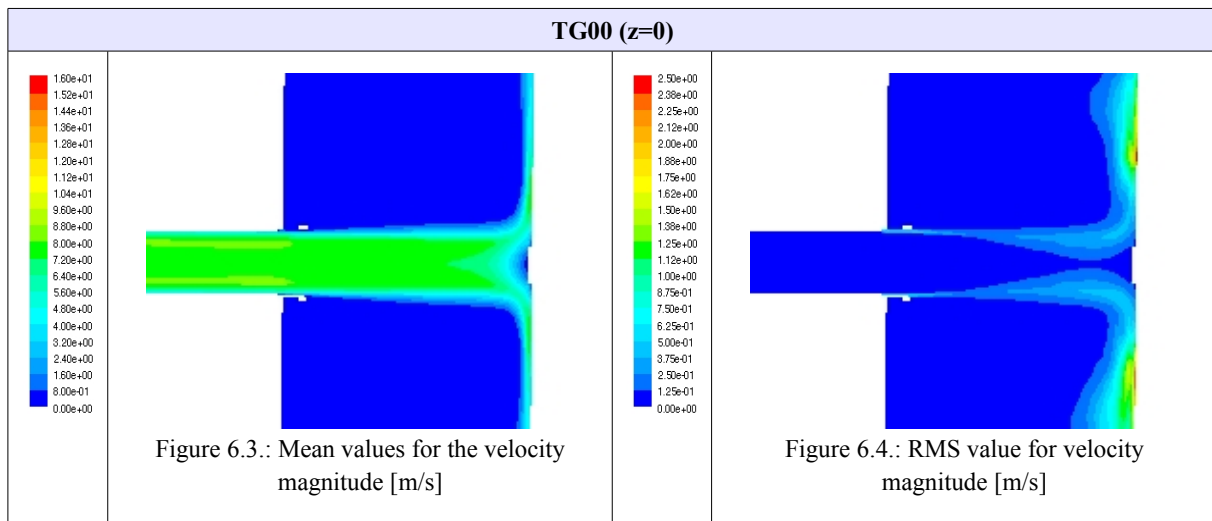 TG00 (z=0)
1.60e+01
1.52e+01
1.44e+01
1.36e+01
1.28e+01
1.20e+01
1.12e+01
1.04e+01
9.60e+00
8.80e+00
8.00e+00
7.20e+00
6.40e+00
5.60e+00
4.80e+00
4.00e+00
3.20e+00
2.40e+00
1.60e+00
8.00e-01
0.00e+00
Figure 6.3.: Mean values for the velocity
magnitude [m/s]
2.50e+00
2.38e+00
2.25e+00
2.12e+00
2.00e+00
1.88e+00
1.75e+00
1.62e+00
1.50e+00
1.38e+00
1.25e+00
1.12e+00
1.00e+00
8.75e-01
7.50e-01
6.25e-01
5.00e-01
3.75e-01
2.50e-01
1.25e-01
0.00e+00
Figure 6.4.: RMS value for velocity
magnitude [m/s]